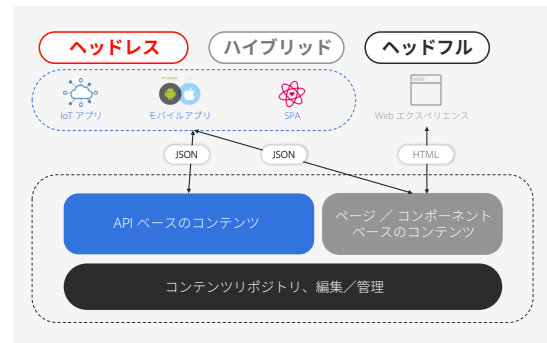 ヘッドレス
ハイブリッド
ヘッドフル
IoT アプリ
モバイルアプリ
SPA
Web エクスペリエンス
JSON
JSON
HTML
API ベースのコンテンツ
ページ ／ コンポーネント
ベースのコンテンツ
コンテンツリポジトリ、編集／管理